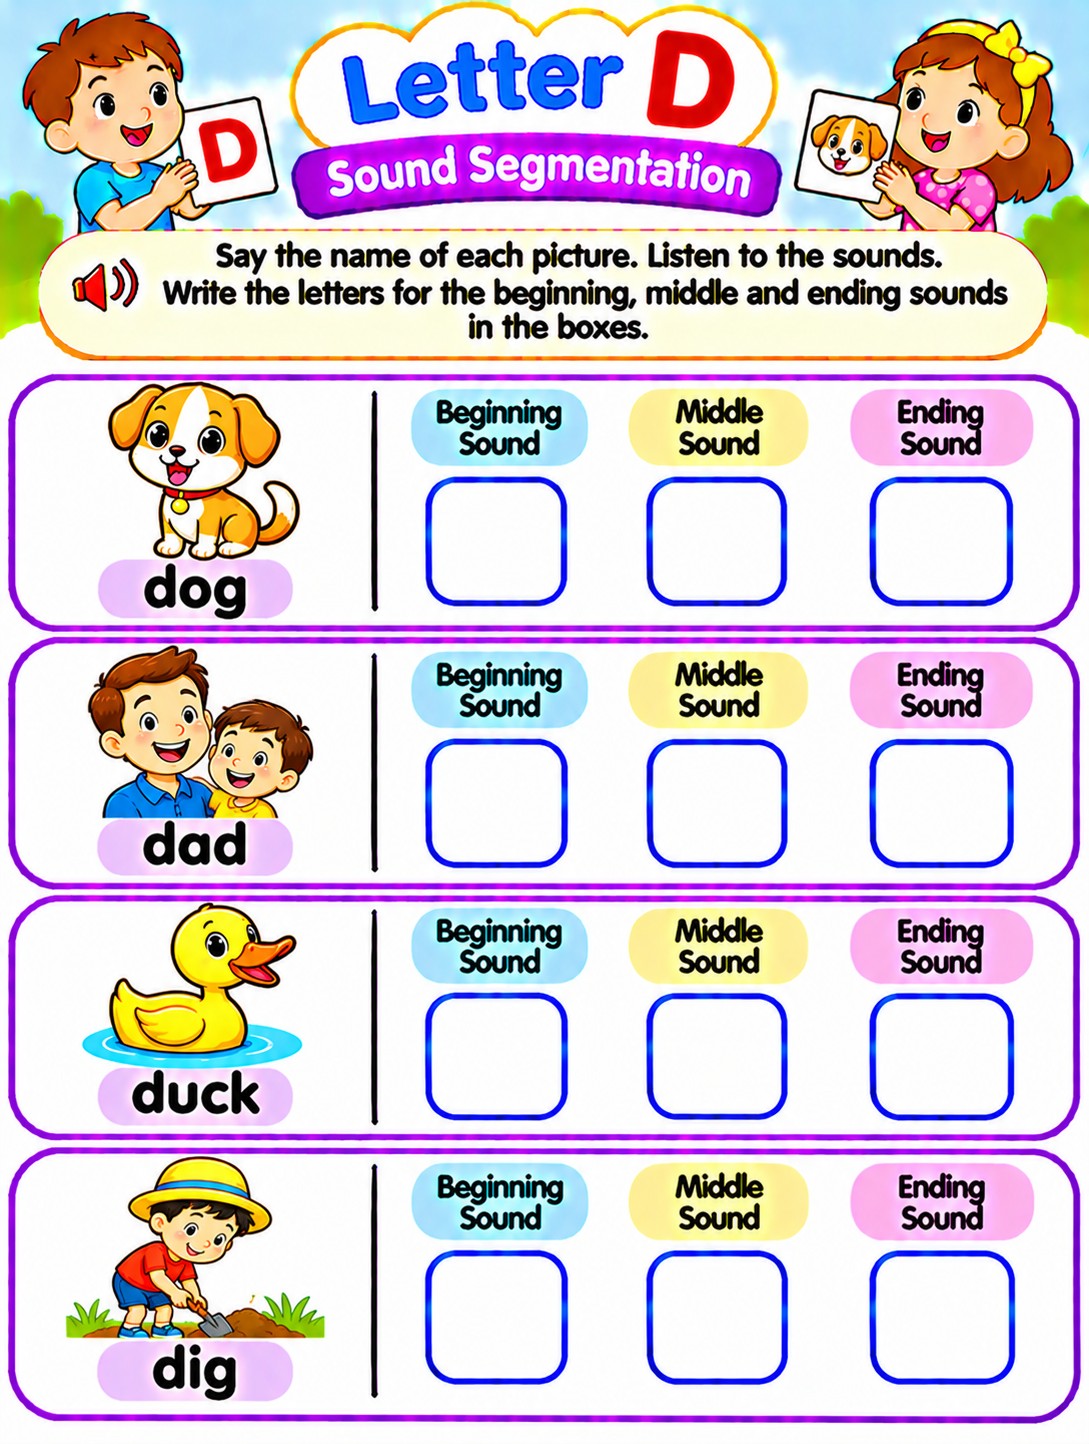 Letter D
D
Sound Segmentation
Say the name of each picture. Listen to the sounds.
Write the letters for the beginning, middle and ending sounds
in the boxes.
Beginning
Sound
Middle
Sound
Ending
Sound
dog
Beginning
Sound
Middle
Sound
Ending
Sound
dad
Beginning
Sound
Middle
Sound
Ending
Sound
duck
Beginning
Sound
Middle
Sound
Ending
Sound
dig